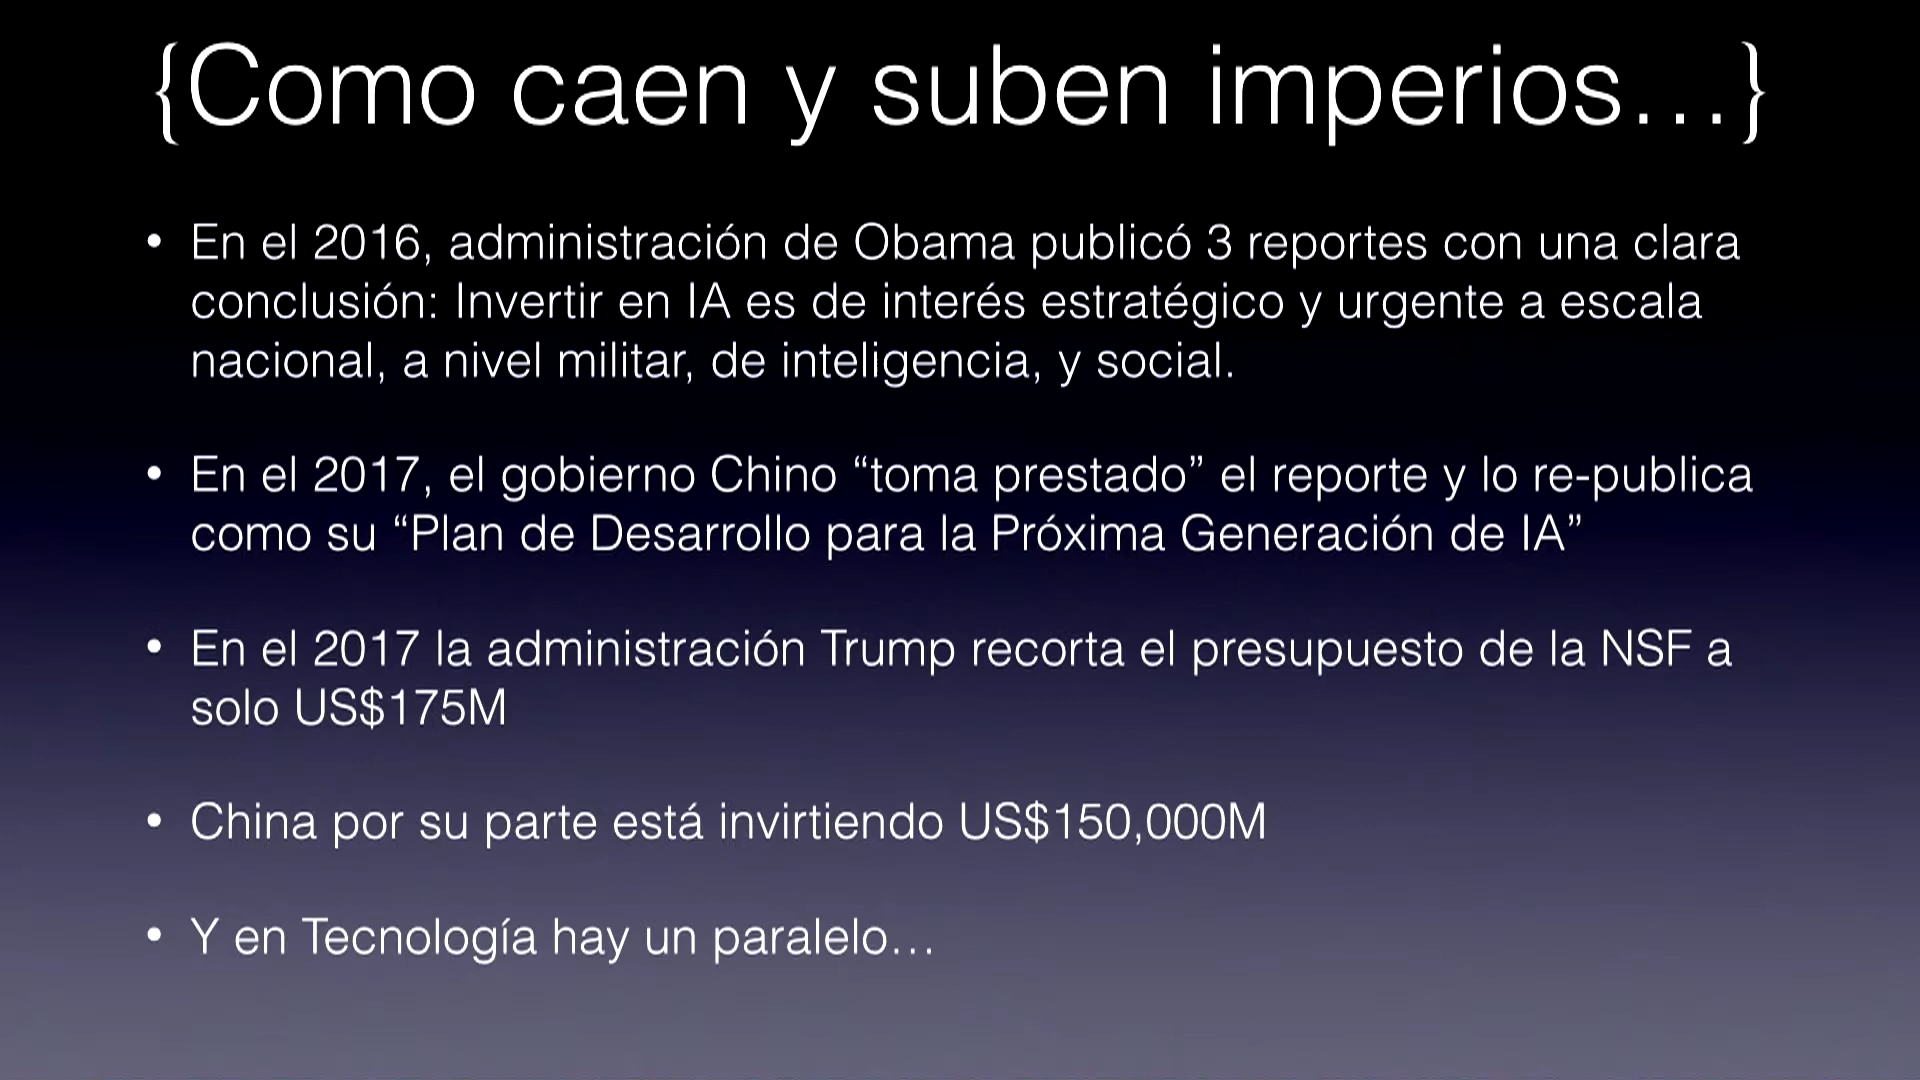 {Como caen y suben imperios...}
• En el 2016, administración de Obama publicó 3 reportes con una clara
conclusión: Invertir en IA es de interés estratégico y urgente a escala
nacional, a nivel militar, de inteligencia, y social.
• En el 2017, el gobierno Chino “toma prestado” el reporte y lo re-publica
como su “Plan de Desarrollo para la Próxima Generación de IA”
• En el 2017 la administración Trump recorta el presupuesto de la NSF a
solo US$175M
• China por su parte está invirtiendo US$150,000M
• Y en Tecnología hay un paralelo...